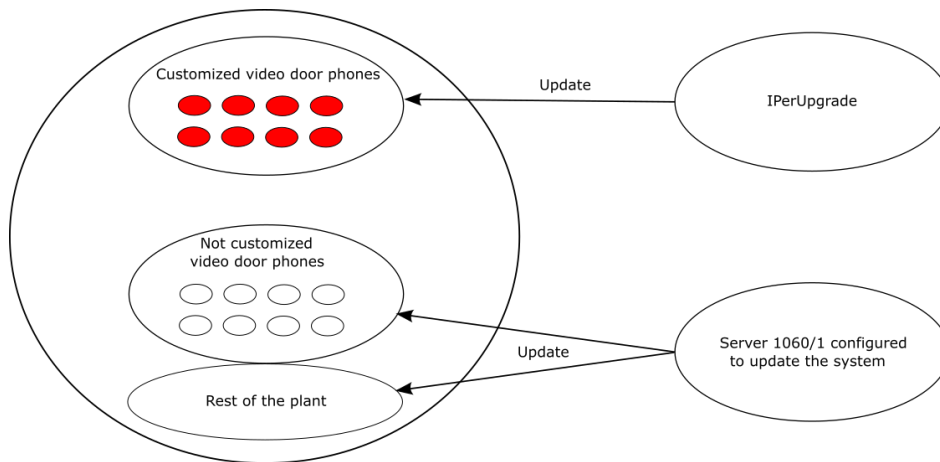 Customized video door phones
Update
IPerUpgrade
Not customized
video door phones
Update
Server 1060/1 configured
to update the system
Rest of the plant